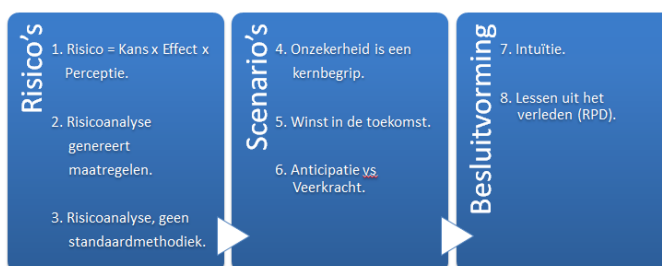 Risico's
1. Risico = Kans x Effect x
Perceptie.
2. Risicoanalyse
genereert
maatregelen.
3. Risicoanalyse, geen
standaardmethodiek.
Scenario's
4. Onzekerheid is een
kernbegrip.
5. Winst in de toekomst.
6. Anticipatie vs
Veerkracht.
Besluitvorming
7. Intuïtie.
8. Lessen uit het
verleden (RPD).